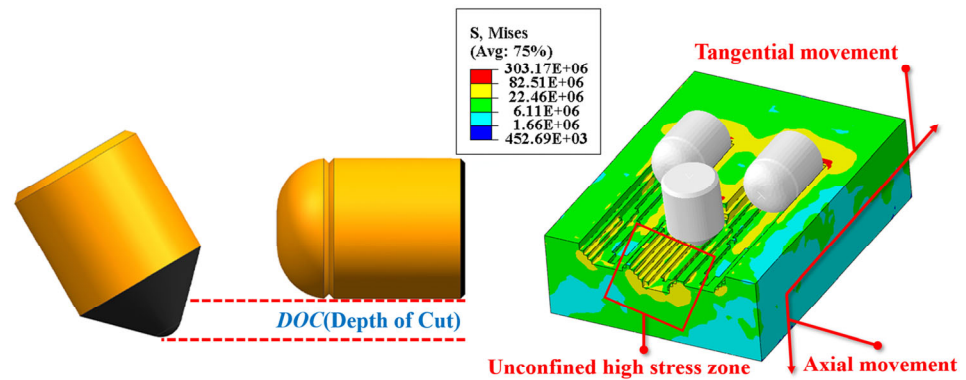 S, Mises
(Avg: 75%)
303.17E+06
82.51E+06
22.46E+06
6.11E+06
1.66E+06
452.69E+03
Tangential movement
DOC(Depth of Cut)
Unconfined high stress zone
Axial movement